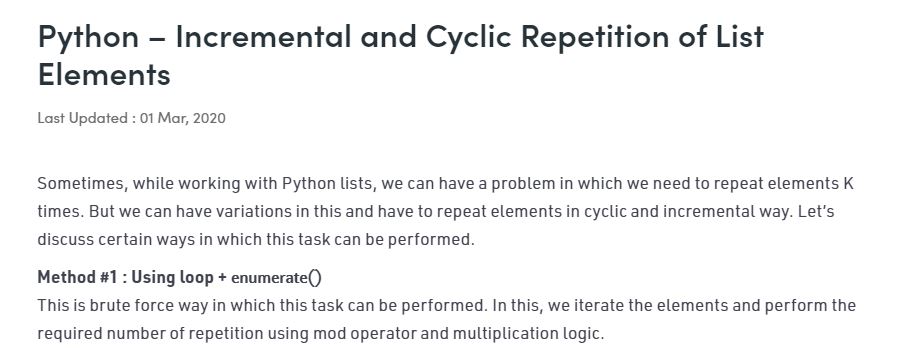 Python – Incremental and Cyclic Repetition of List
Elements
Last Updated : 01 Mar, 2020
Sometimes, while working with Python lists, we can have a problem in which we need to repeat elements K
times. But we can have variations in this and have to repeat elements in cyclic and incremental way. Let’s
discuss certain ways in which this task can be performed.
Method #1 : Using loop + enumerate()
This is brute force way in which this task can be performed. In this, we iterate the elements and perform the
required number of repetition using mod operator and multiplication logic.